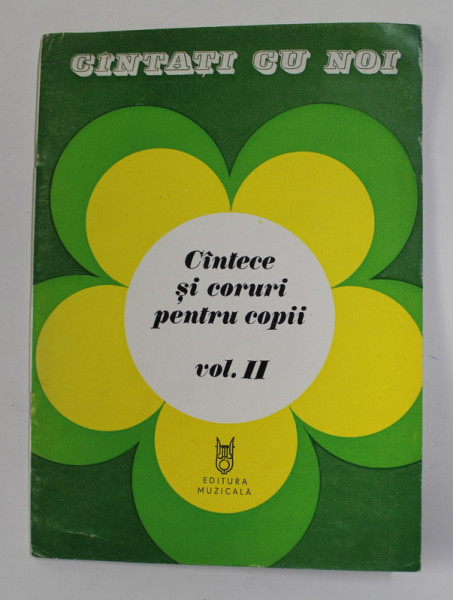 CÎNTAȚI CU NOI
Cîntece
și coruri
pentru copii
vol. II
EDITURA
MUZICALĂ